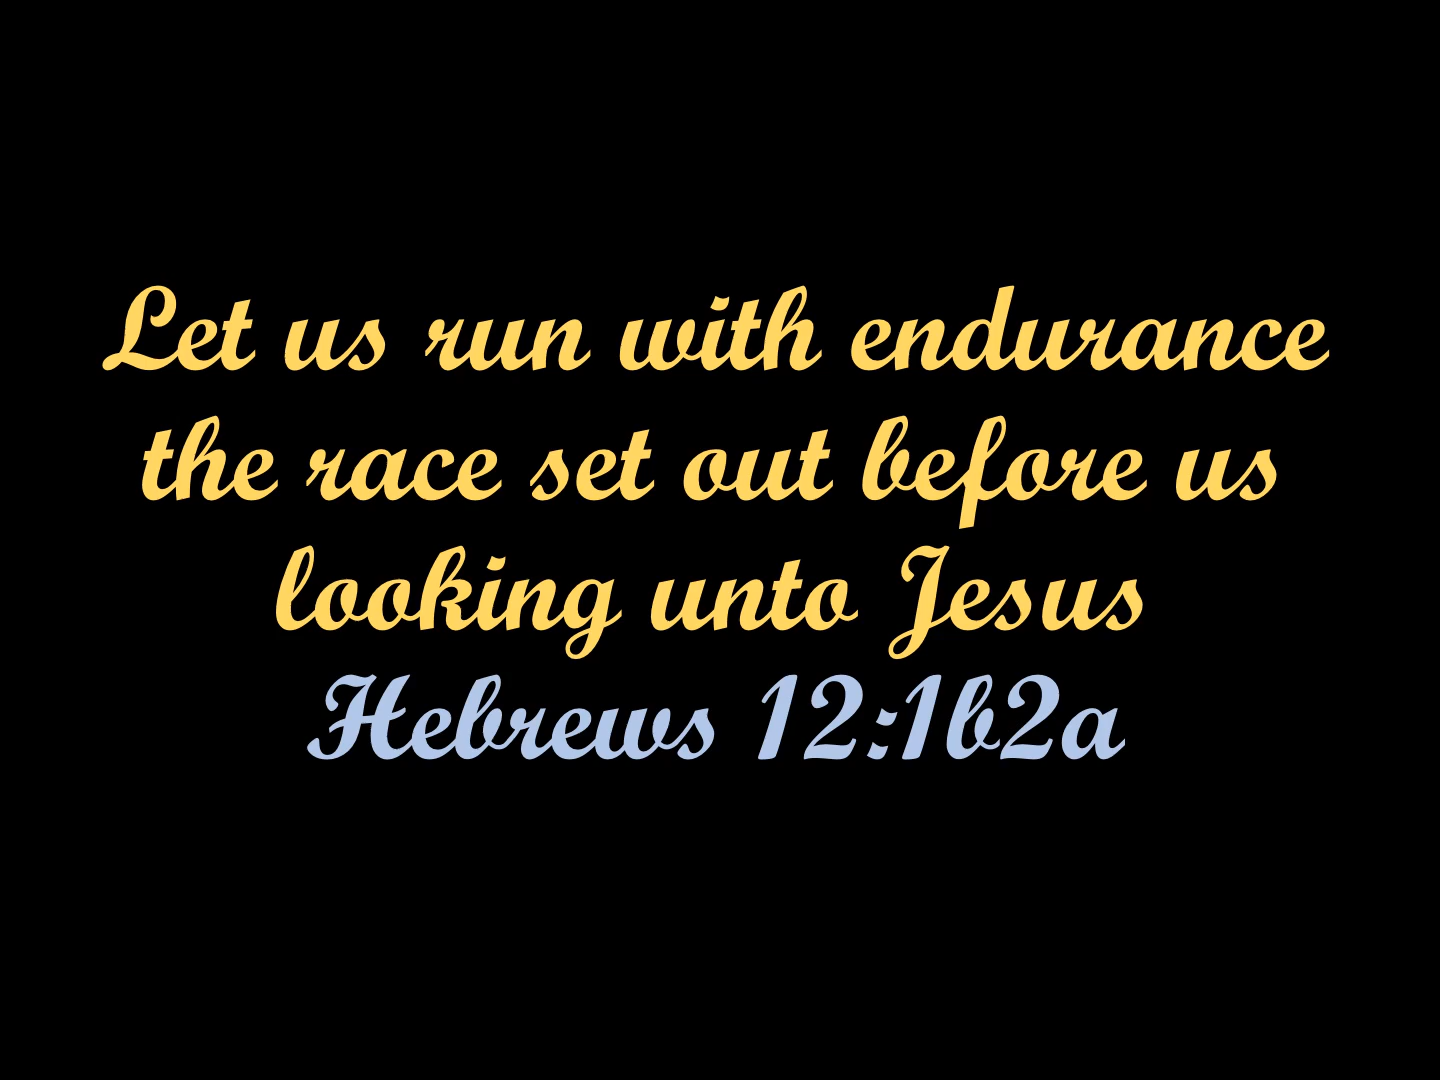 Let us run with endurance
the race set out before us
looking unto Jesus
Hebrews 12:1b2a